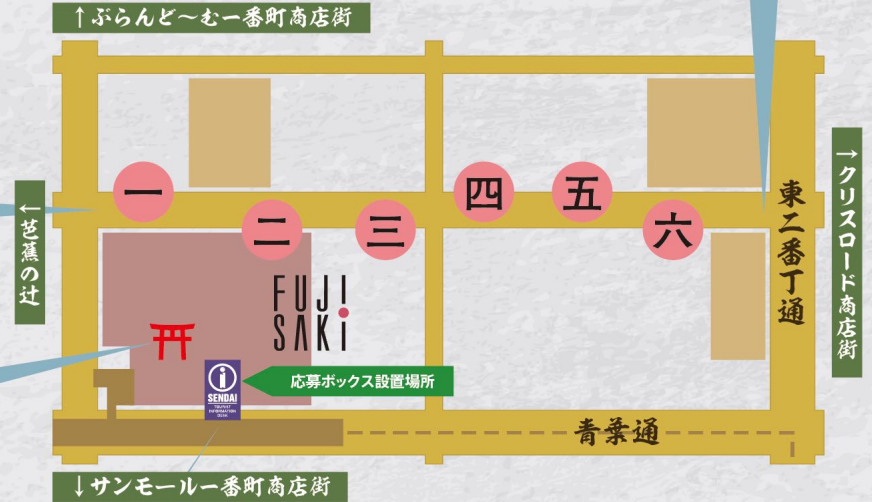 ↑ぶらんど~む一番町商店街
一
二
三
四
五
六
←芭蕉の辻
東二番丁通
→クリスロード商店街
FUJI
SAKI
i
SENDAI
TOURIST
INFORMATION
DESK
応募ボックス設置場所
青葉通
↓サンモール一番町商店街